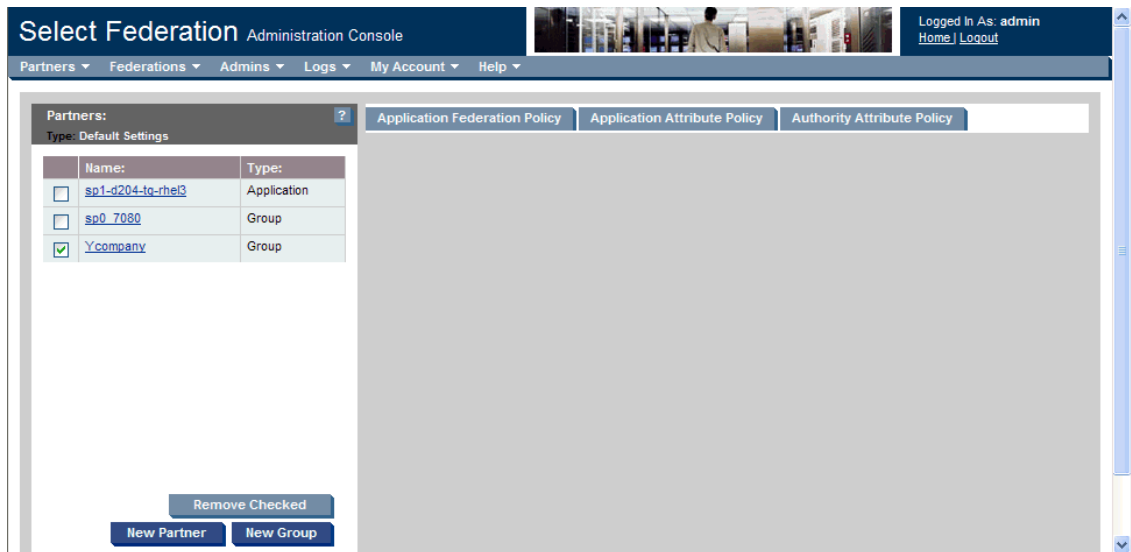 Select Federation Administration Console
Logged In As: admin
Home | Logout
Partners Federations Admins Logs My Account Help
Partners: ?
Type: Default Settings
Application Federation Policy Application Attribute Policy Authority Attribute Policy
Name: Type:
sp1-d204-tq-rhel3 Application
sp0_7080 Group
Ycompany Group
Remove Checked
New Partner New Group